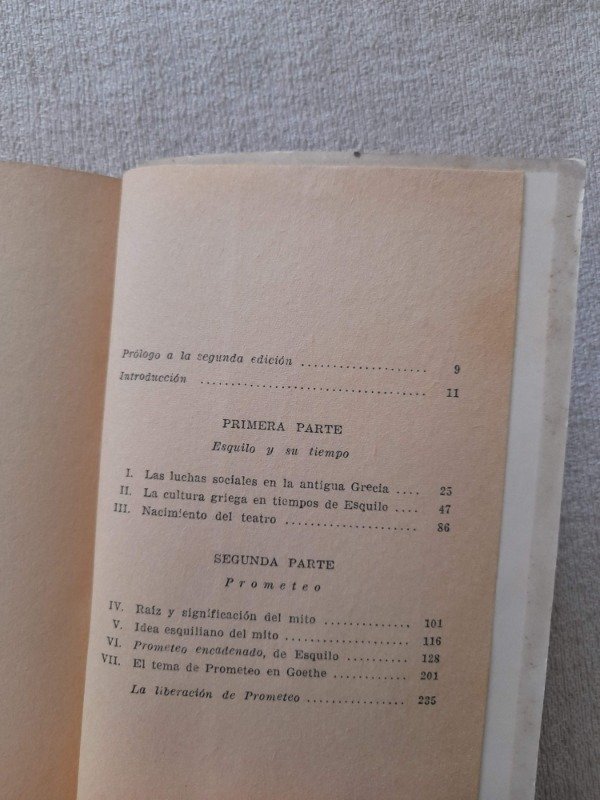 Prólogo a la segunda edición .................... 9
Introducción .................................... 11
PRIMERA PARTE
Esquilo y su tiempo
I. Las luchas sociales en la antigua Grecia .... 25
II. La cultura griega en tiempos de Esquilo .... 47
III. Nacimiento del teatro ..................... 86
SEGUNDA PARTE
Prometeo
IV. Raíz y significación del mito ............... 101
V. Idea esquiliano del mito ..................... 116
VI. Prometeo encadenado, de Esquilo ............ 128
VII. El tema de Prometeo en Goethe ............ 201
La liberación de Prometeo ................ 235